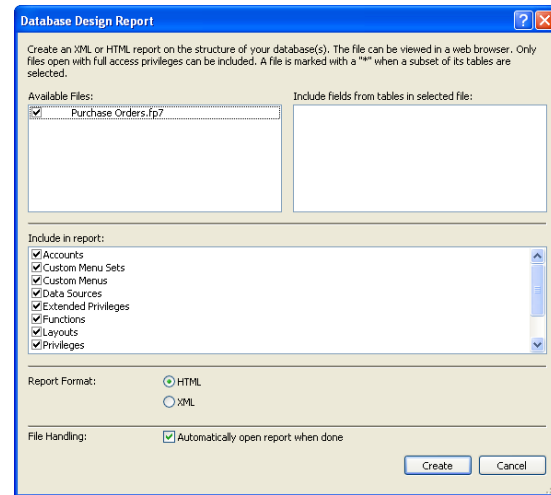 Database Design Report
Create an XML or HTML report on the structure of your database(s). The file can be viewed in a web browser. Only
files open with full access privileges can be included. A file is marked with a "*" when a subset of its tables are
selected.
Available Files:
Include fields from tables in selected file:
Purchase Orders.fp7
Include in report:
Accounts
Custom Menu Sets
Custom Menus
Data Sources
Extended Privileges
Functions
Layouts
Privileges
Report Format:
HTML
XML
File Handling:
Automatically open report when done
Create
Cancel